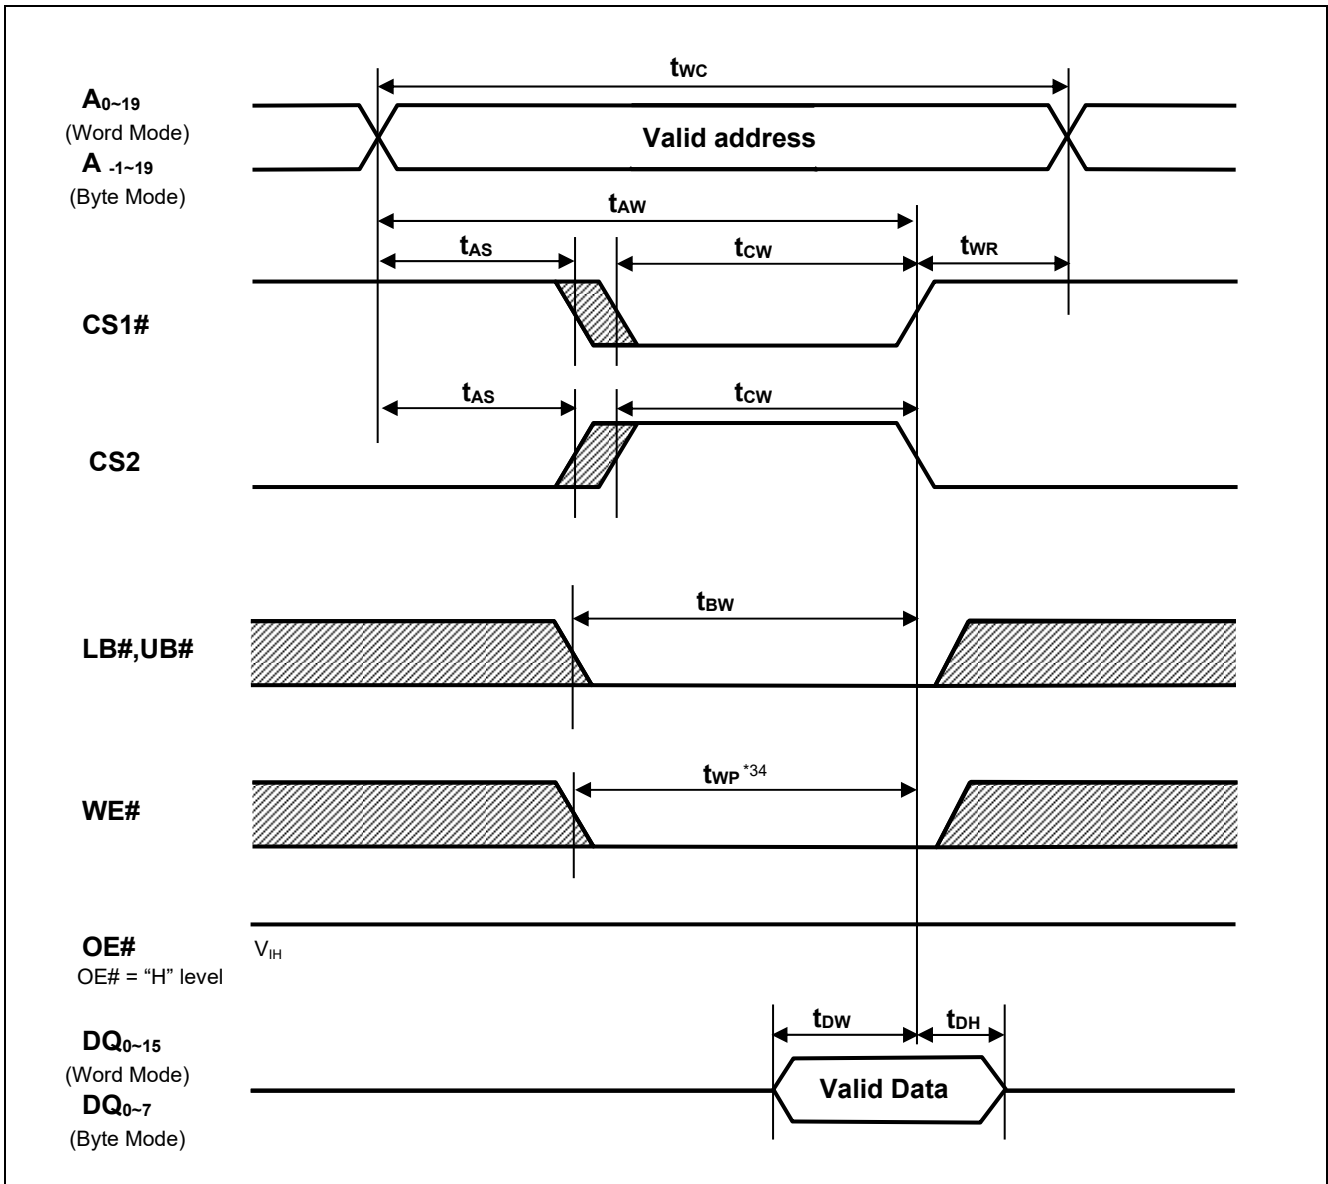 tWC
A0~19
(Word Mode)
A -1~19
(Byte Mode)
Valid address
tAW
tAS
tCW
tWR
CS1#
tAS
tCW
CS2
tBW
LB#,UB#
tWP *34
WE#
OE#
VIH
OE# = “H” level
tDW
tDH
DQ0~15
(Word Mode)
DQ0~7
(Byte Mode)
Valid Data